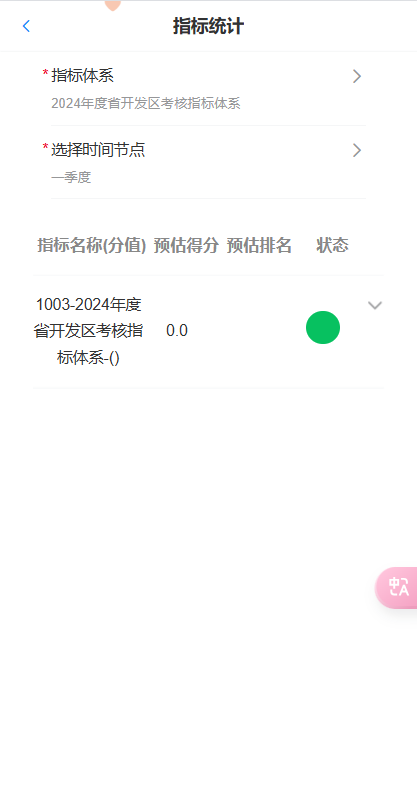 指标统计
*指标体系
2024年度省开发区考核指标体系
*选择时间节点
一季度
指标名称(分值) 预估得分 预估排名 状态
1003-2024年度
省开发区考核指 0.0
标体系-()
中A